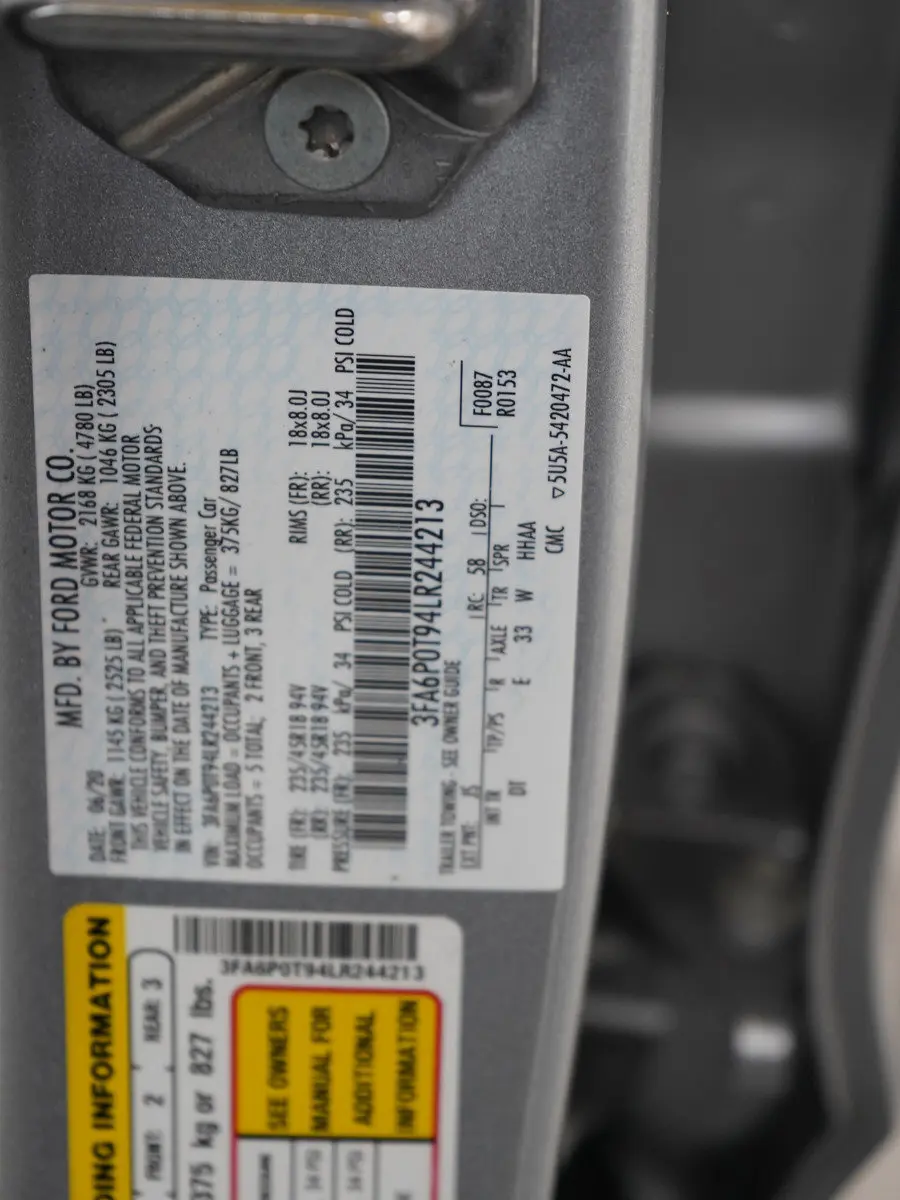 MFD. BY FORD MOTOR CO.
DATE: 06/20 GVWR: 2168 KG ( 4780 LB)
FRONT GAWR: 1145 KG ( 2525 LB) REAR GAWR: 1046 KG ( 2305 LB)
THIS VEHICLE CONFORMS TO ALL APPLICABLE FEDERAL MOTOR
VEHICLE SAFETY, BUMPER, AND THEFT PREVENTION STANDARDS
IN EFFECT ON THE DATE OF MANUFACTURE SHOWN ABOVE.
VIN: 3FA6P0T94LR244213 TYPE: Passenger Car
MAXIMUM LOAD = OCCUPANTS + LUGGAGE = 375KG/ 827LB
OCCUPANTS = 5 TOTAL; 2 FRONT, 3 REAR
TIRE (FR): 235/45R18 94V RIMS (FR): 18x8.0J
(RR): 235/45R18 94V (RR): 18x8.0J
PRESSURE (FR): 235 kPa/ 34 PSI COLD (RR): 235 kPa/ 34 PSI COLD
3FA6P0T94LR244213
TRAILER TOWING - SEE OWNER GUIDE
F0087
R0153
EXT PNT: JS RC: 58 DSO:
INT TR TP/PS R AXLE TR SPR
DT E 33 W HHAA
CMC ▽5U5A-5420472-AA
DING INFORMATION
FRONT: 2 REAR: 3
375 kg or 827 lbs.
3FA6P0T94LR244213
SEE OWNERS
MANUAL FOR
ADDITIONAL
INFORMATION